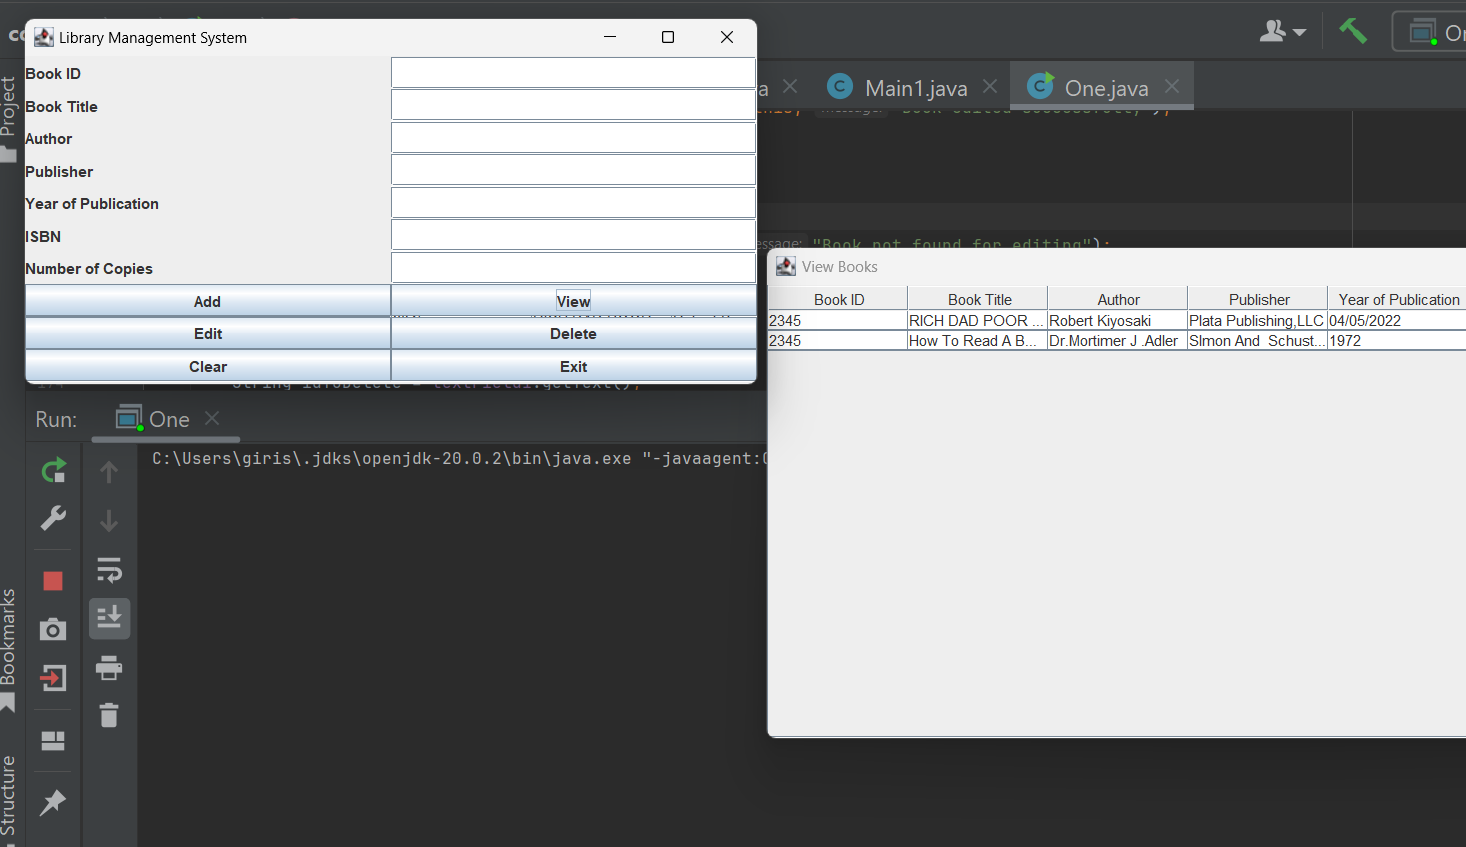 Library Management System
Book ID
Book Title
Author
Publisher
Year of Publication
ISBN
Number of Copies
Add View
Edit Delete
Clear Exit
a Main1.java One.java
"Book not found for editing");
View Books
Book ID Book Title Author Publisher Year of Publication
2345 RICH DAD POOR ... Robert Kiyosaki Plata Publishing,LLC 04/05/2022
2345 How To Read A B... Dr.Mortimer J .Adler SImon And Schust... 1972
Run: One
C:\Users\giris\.jdks\openjdk-20.0.2\bin\java.exe "-javaagent:
Project
Bookmarks
Structure